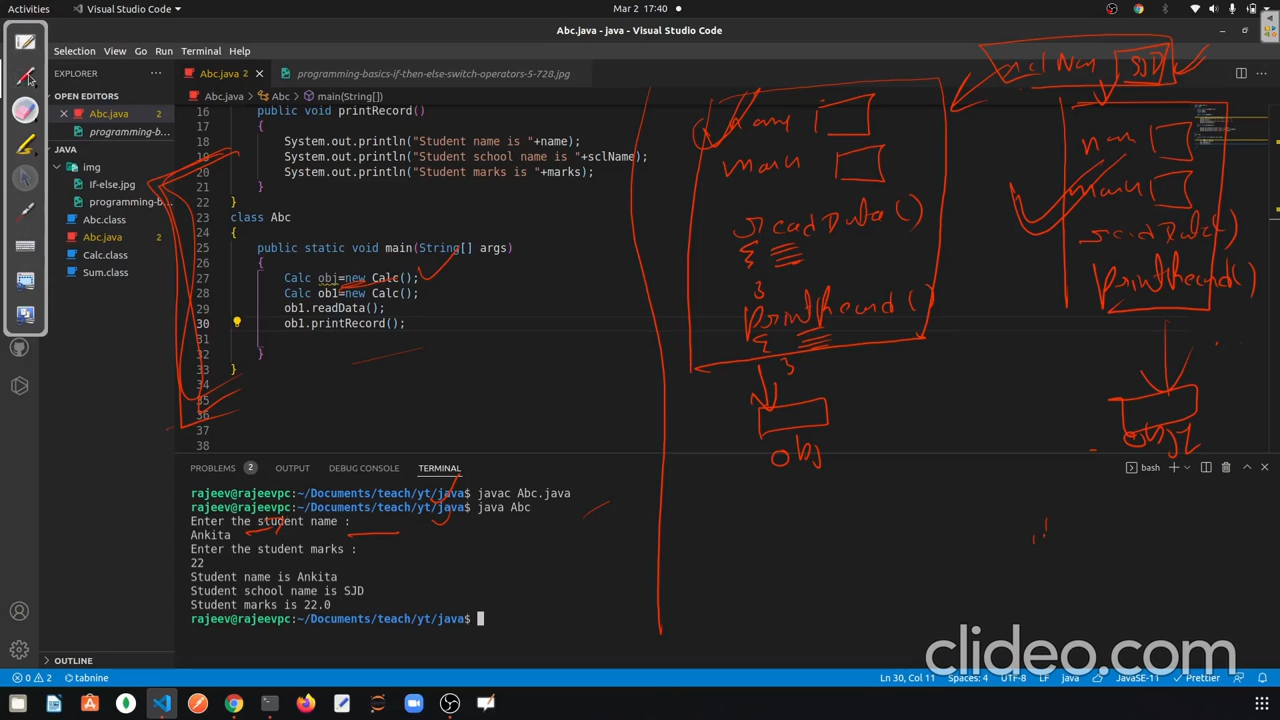 Activities
Visual Studio Code
Mar 2 17:40
Abc.java - java - Visual Studio Code
Selection View Go Run Terminal Help
EXPLORER
Abc.java 2
programming-basics-if-then-else-switch-operators-5-728.jpg
Abc.java > Abc > main(String[])
OPEN EDITORS
Abc.java 2
programming-b...
JAVA
img
If-else.jpg
programming-b...
Abc.class
Abc.java 2
Calc.class
Sum.class
16 public void printRecord()
17 {
18 System.out.println("Student name is "+name);
19 System.out.println("Student school name is "+sclName);
20 System.out.println("Student marks is "+marks);
21 }
22 }
23 class Abc
24 {
25 public static void main(String[] args)
26 {
27 Calc obj=new Calc();
28 Calc ob1=new Calc();
29 ob1.readData();
30 ob1.printRecord();
31
32 }
33 }
34
35
36
37
38
SJD
name
readData()
{
}
{
}
obj
PROBLEMS 2 OUTPUT DEBUG CONSOLE TERMINAL
bash
rajeev@rajeevpc:~/Documents/teach/yt/java$ javac Abc.java
rajeev@rajeevpc:~/Documents/teach/yt/java$ java Abc
Enter the student name :
Ankita
Enter the student marks :
22
Student name is Ankita
Student school name is SJD
Student marks is 22.0
rajeev@rajeevpc:~/Documents/teach/yt/java$
OUTLINE
clideo.com
0 2 tabnine
Ln 30, Col 11 Spaces: 4 UTF-8 LF java JavaSE-11 Prettier